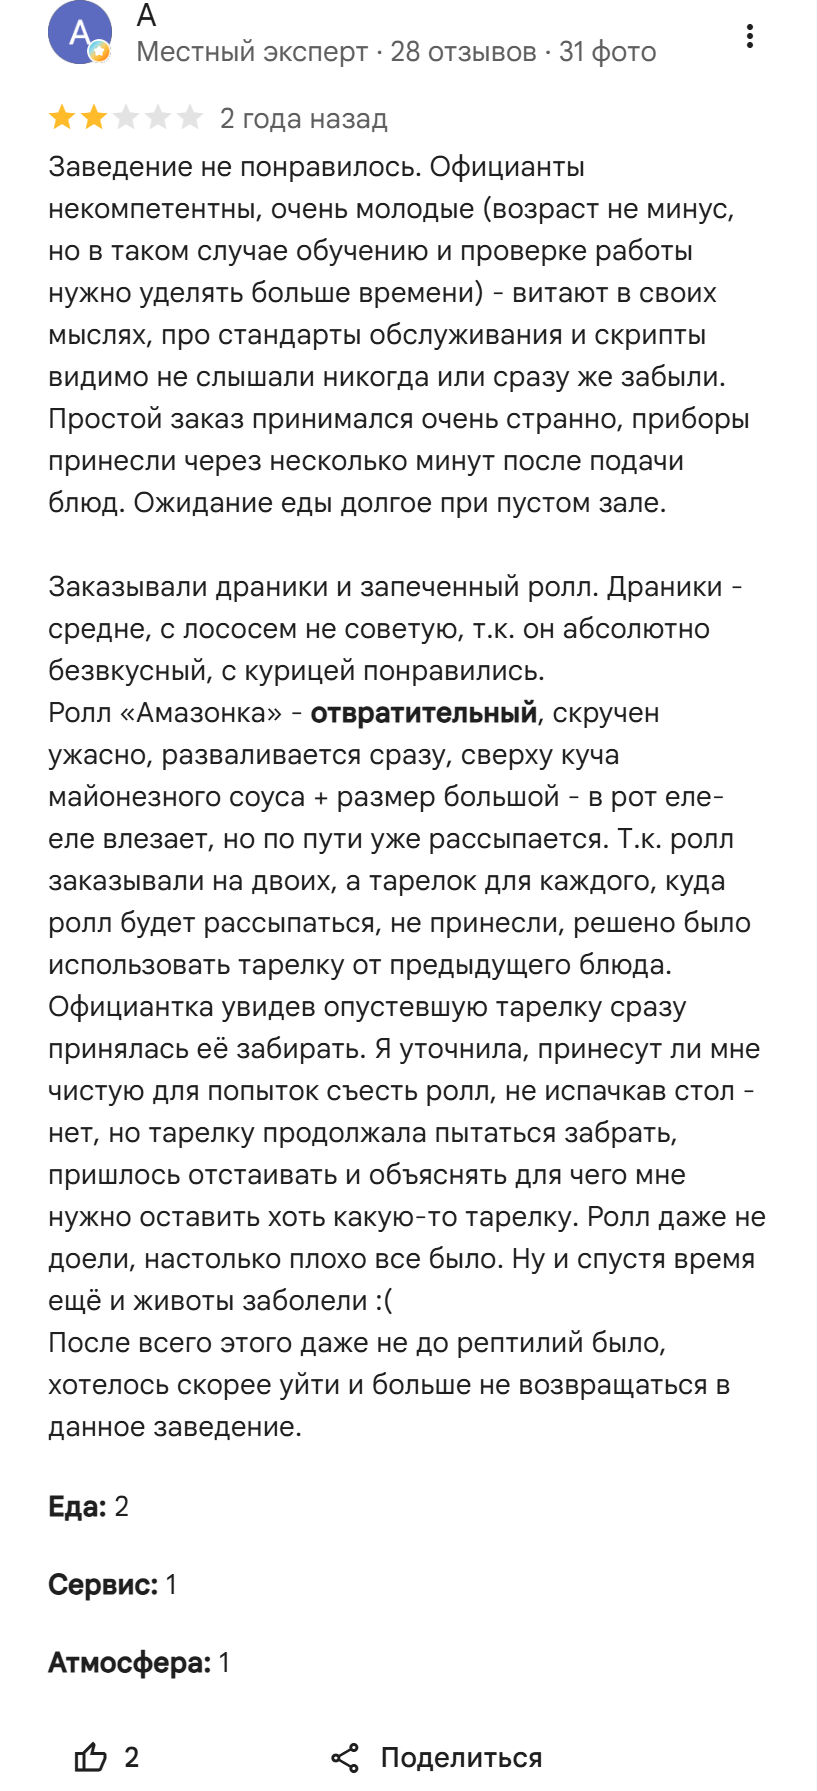 A
A
Местный эксперт · 28 отзывов · 31 фото
2 года назад
Заведение не понравилось. Официанты
некомпетентны, очень молодые (возраст не минус,
но в таком случае обучению и проверке работы
нужно уделять больше времени) - витают в своих
мыслях, про стандарты обслуживания и скрипты
видимо не слышали никогда или сразу же забыли.
Простой заказ принимался очень странно, приборы
принесли через несколько минут после подачи
блюд. Ожидание еды долгое при пустом зале.
Заказывали драники и запеченный ролл. Драники -
средне, с лососем не советую, т.к. он абсолютно
безвкусный, с курицей понравились.
Ролл «Амазонка» - отвратительный, скручен
ужасно, разваливается сразу, сверху куча
майонезного соуса + размер большой - в рот еле-
еле влезает, но по пути уже рассыпается. Т.к. ролл
заказывали на двоих, а тарелок для каждого, куда
ролл будет рассыпаться, не принесли, решено было
использовать тарелку от предыдущего блюда.
Официантка увидев опустевшую тарелку сразу
принялась её забирать. Я уточнила, принесут ли мне
чистую для попыток съесть ролл, не испачкав стол -
нет, но тарелку продолжала пытаться забрать,
пришлось отстаивать и объяснять для чего мне
нужно оставить хоть какую-то тарелку. Ролл даже не
доели, настолько плохо все было. Ну и спустя время
ещё и животы заболели :(
После всего этого даже не до рептилий было,
хотелось скорее уйти и больше не возвращаться в
данное заведение.
Еда: 2
Сервис: 1
Атмосфера: 1
2 Поделиться